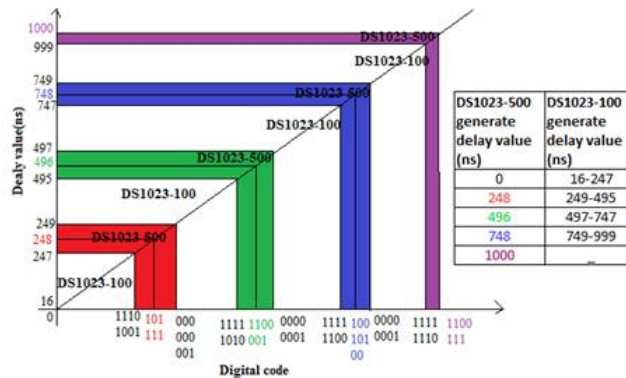 1000
999
749
748
747
497
496
495
249
248
247
16
0
Dealy value(ns)
DS1023-500
DS1023-100
DS1023-500
DS1023-100
DS1023-500
DS1023-100
DS1023-500
DS1023-100
1110 101 000 1111 1100 0000 1111 100 0000 1111 1100
1001 111 000 1010 001 0001 1100 101 0001 1110 111
001 00
Digital code
DS1023-500 DS1023-100
generate generate
delay value delay value
(ns) (ns)
0 16-247
248 249-495
496 497-747
748 749-999
1000 _